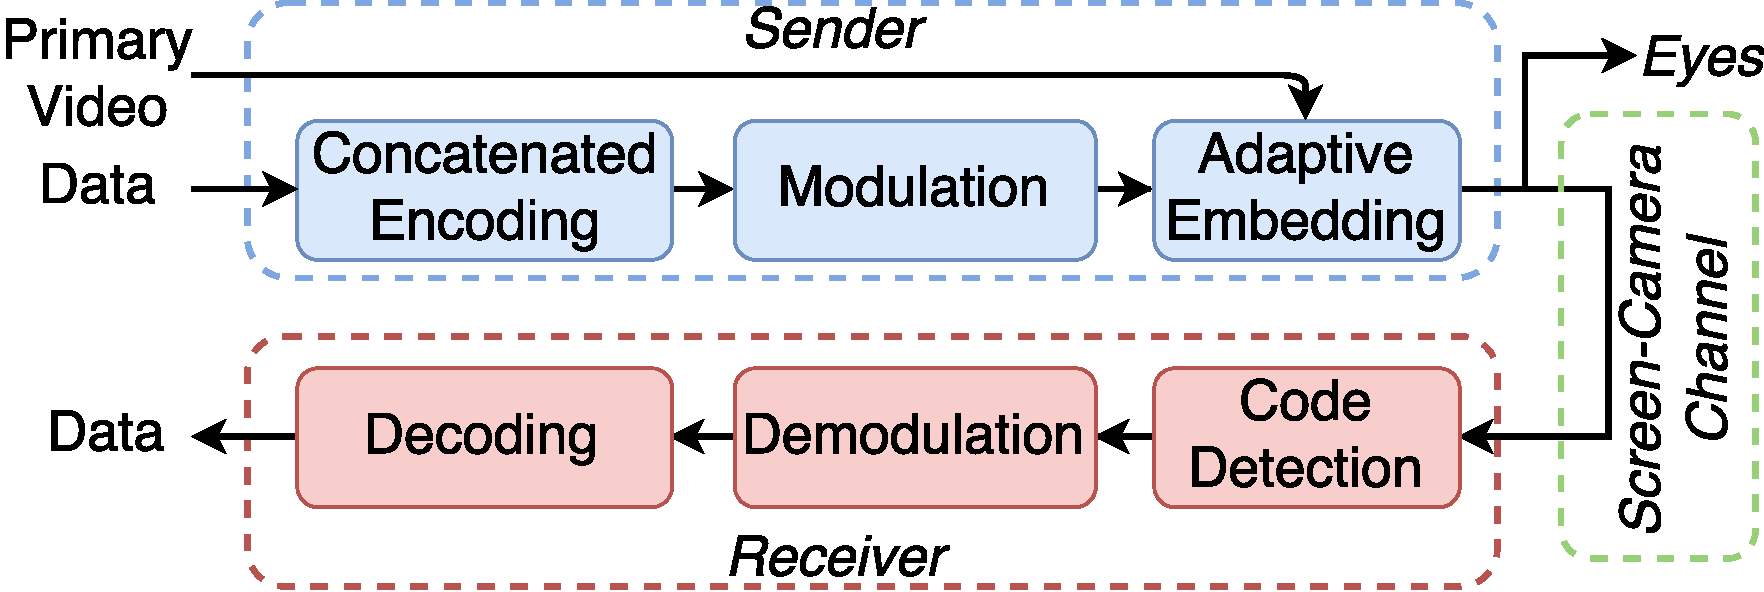 Sender
Primary
Video
Eyes
Data
Concatenated
Encoding
Modulation
Adaptive
Embedding
Screen-Camera
Channel
Data
Decoding
Demodulation
Code
Detection
Receiver